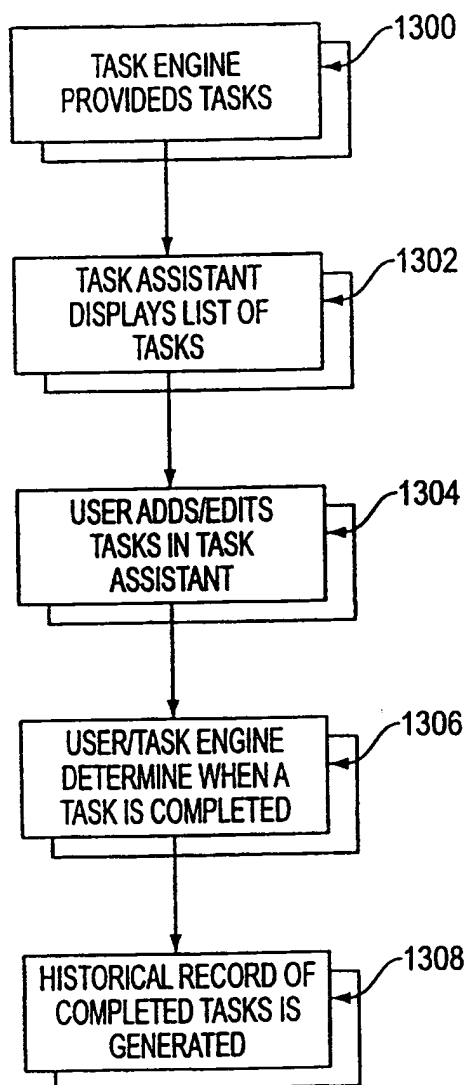 1300
TASK ENGINE
PROVIDEDS TASKS
1302
TASK ASSISTANT
DISPLAYS LIST OF
TASKS
1304
USER ADDS/EDITS
TASKS IN TASK
ASSISTANT
1306
USER/TASK ENGINE
DETERMINE WHEN A
TASK IS COMPLETED
1308
HISTORICAL RECORD OF
COMPLETED TASKS IS
GENERATED